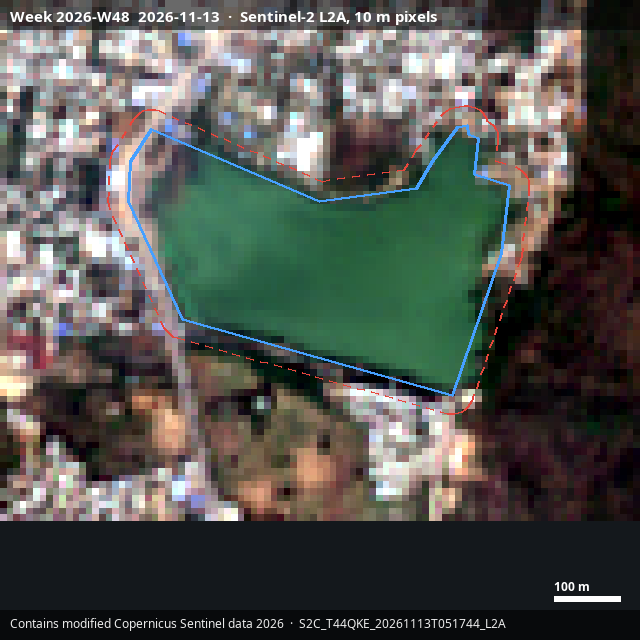 Week 2026-W48 2026-11-13 · Sentinel-2 L2A, 10 m pixels
100 m
Contains modified Copernicus Sentinel data 2026 · S2C_T44QKE_20261113T051744_L2A